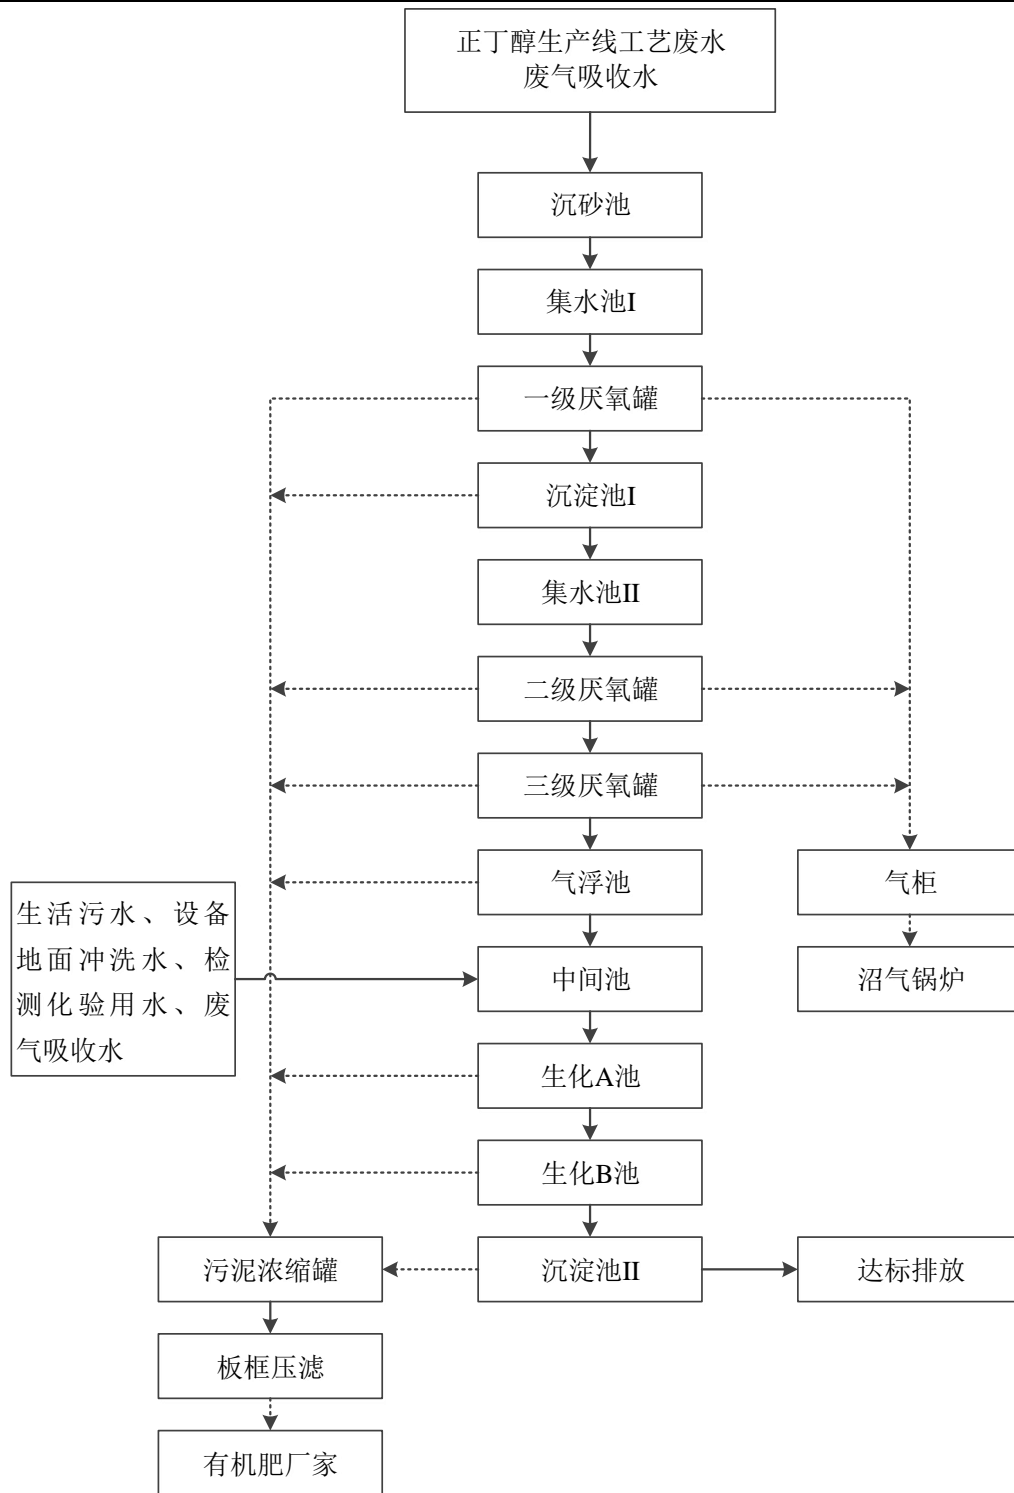 正丁醇生产线工艺废水
废气吸收水
沉砂池
集水池I
一级厌氧罐
沉淀池I
集水池II
二级厌氧罐
三级厌氧罐
气浮池
气柜
生活污水、设备
地面冲洗水、检
测化验用水、废
气吸收水
中间池
沼气锅炉
生化A池
生化B池
污泥浓缩罐
沉淀池II
达标排放
板框压滤
有机肥厂家